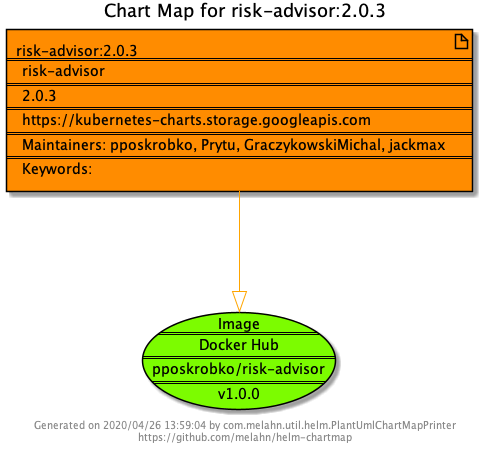 Chart Map for risk-advisor:2.0.3
risk-advisor:2.0.3
risk-advisor
2.0.3
https://kubernetes-charts.storage.googleapis.com
Maintainers: pposkrobko, Prytu, GraczykowskiMichal, jackmax
Keywords:
Image
Docker Hub
pposkrobko/risk-advisor
v1.0.0
Generated on 2020/04/26 13:59:04 by com.melahn.util.helm.PlantUmlChartMapPrinter
https://github.com/melahn/helm-chartmap